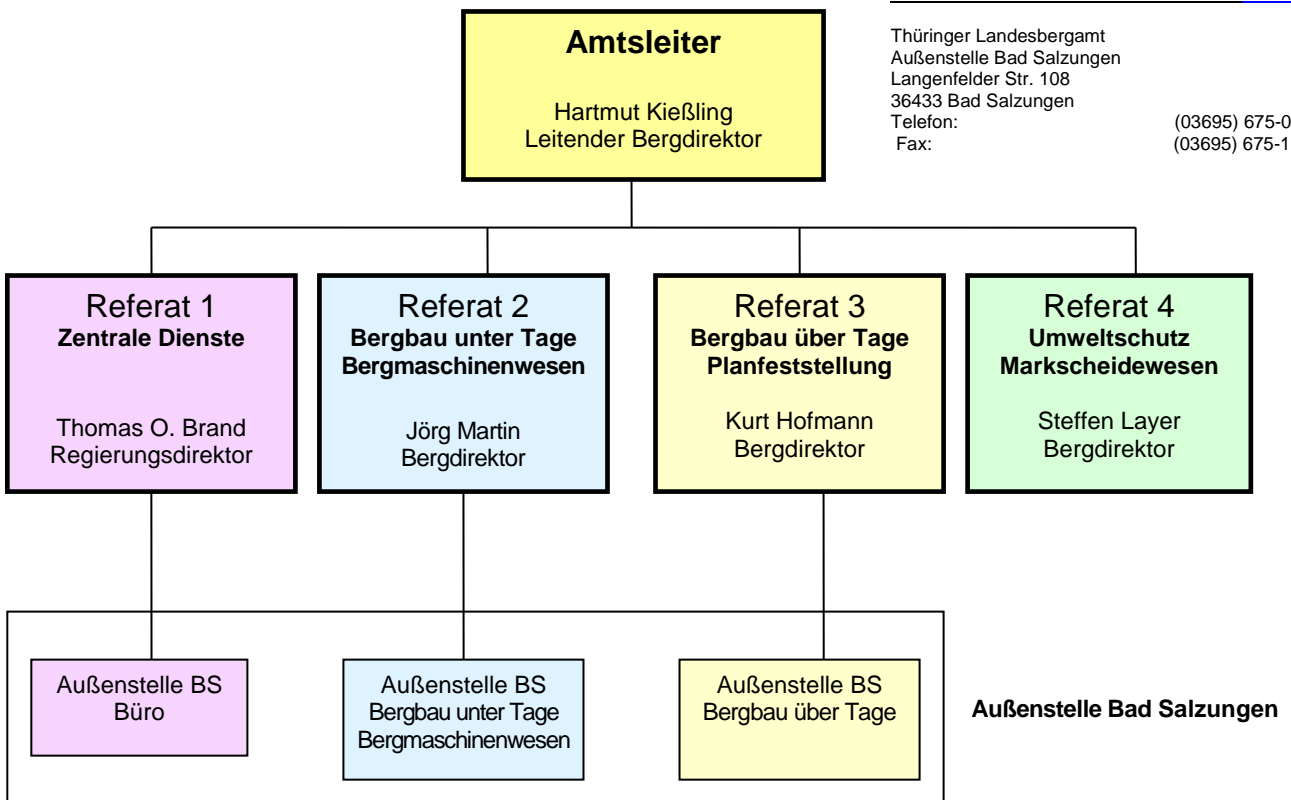 Amtsleiter
Hartmut Kießling
Leitender Bergdirektor
Thüringer Landesbergamt
Außenstelle Bad Salzungen
Langenfelder Str. 108
36433 Bad Salzungen
Telefon: (03695) 675-0
Fax: (03695) 675-1
Referat 1
Zentrale Dienste
Thomas O. Brand
Regierungsdirektor
Referat 2
Bergbau unter Tage
Bergmaschinenwesen
Jörg Martin
Bergdirektor
Referat 3
Bergbau über Tage
Planfeststellung
Kurt Hofmann
Bergdirektor
Referat 4
Umweltschutz
Markscheidewesen
Steffen Layer
Bergdirektor
Außenstelle BS
Büro
Außenstelle BS
Bergbau unter Tage
Bergmaschinenwesen
Außenstelle BS
Bergbau über Tage
Außenstelle Bad Salzungen